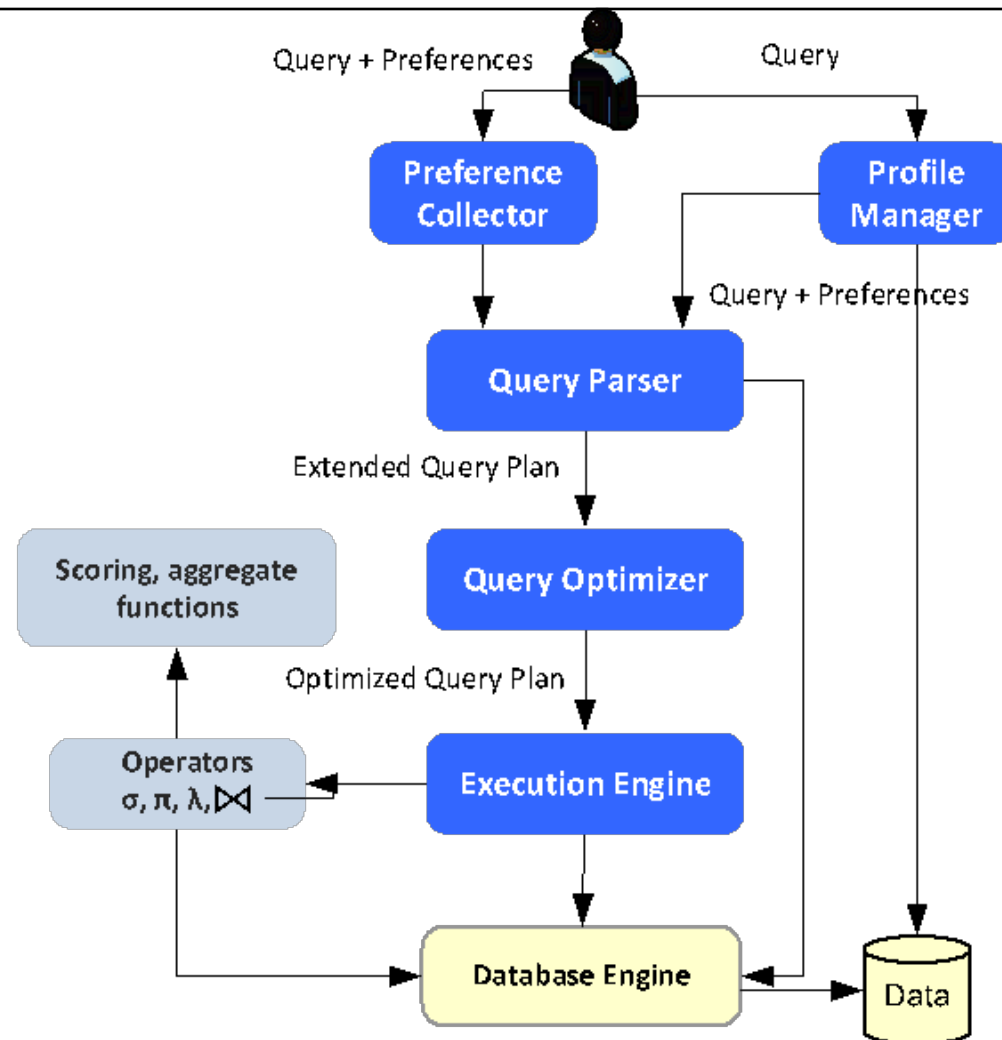 Query + Preferences
Query
Preference
Collector
Profile
Manager
Query + Preferences
Query Parser
Extended Query Plan
Scoring, aggregate
functions
Query Optimizer
Optimized Query Plan
Operators
σ, π, λ, ⋈
Execution Engine
Database Engine
Data